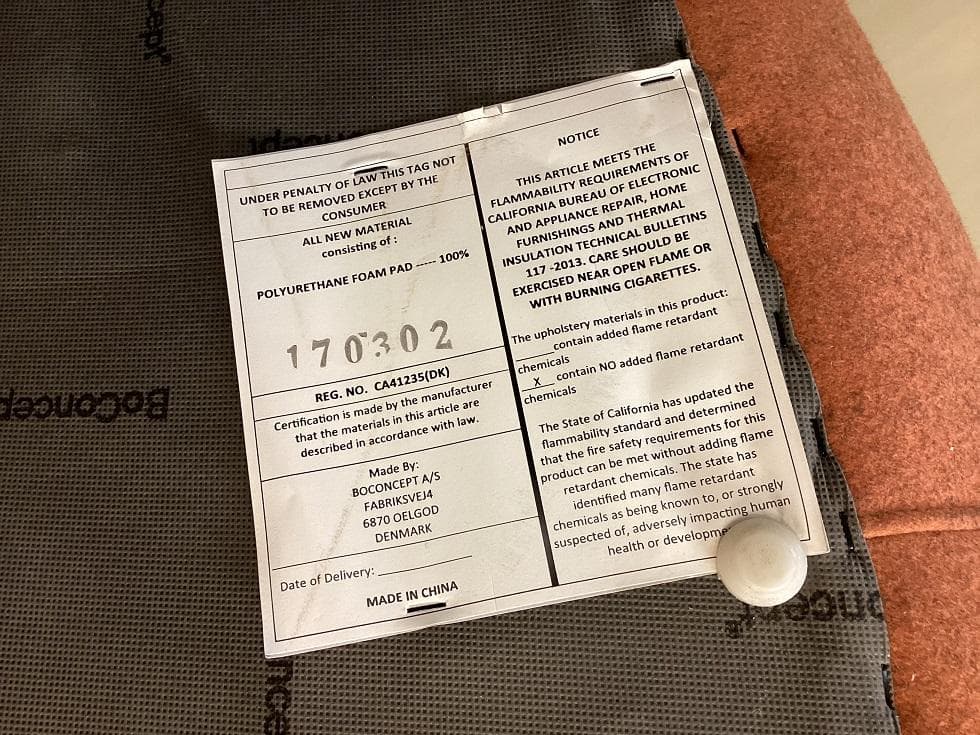 UNDER PENALTY OF LAW THIS TAG NOT
TO BE REMOVED EXCEPT BY THE
CONSUMER
ALL NEW MATERIAL
consisting of :
POLYURETHANE FOAM PAD ----- 100%
170302
REG. NO. CA41235(DK)
Certification is made by the manufacturer
that the materials in this article are
described in accordance with law.
Made By:
BOCONCEPT A/S
FABRIKSVEJ4
6870 OELGOD
DENMARK
Date of Delivery: _______________
MADE IN CHINA
NOTICE
THIS ARTICLE MEETS THE
FLAMMABILITY REQUIREMENTS OF
CALIFORNIA BUREAU OF ELECTRONIC
AND APPLIANCE REPAIR, HOME
FURNISHINGS AND THERMAL
INSULATION TECHNICAL BULLETINS
117 -2013. CARE SHOULD BE
EXERCISED NEAR OPEN FLAME OR
WITH BURNING CIGARETTES.
The upholstery materials in this product:
______contain added flame retardant
chemicals
__X__ contain NO added flame retardant
chemicals
The State of California has updated the
flammability standard and determined
that the fire safety requirements for this
product can be met without adding flame
retardant chemicals. The state has
identified many flame retardant
chemicals as being known to, or strongly
suspected of, adversely impacting human
health or developme
BoConcept
cept
oncept
oncep
nce